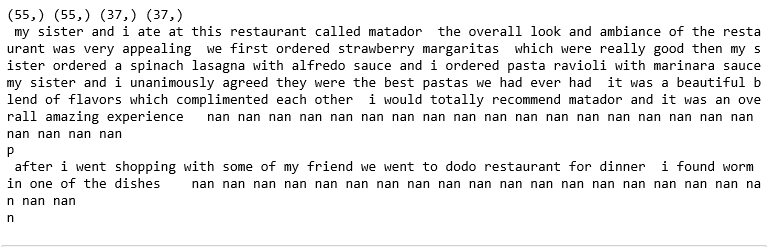 (55,) (55,) (37,) (37,)
my sister and i ate at this restaurant called matador  the overall look and ambiance of the resta
urant was very appealing  we first ordered strawberry margaritas  which were really good then my s
ister ordered a spinach lasagna with alfredo sauce and i ordered pasta ravioli with marinara sauce
my sister and i unanimously agreed they were the best pastas we had ever had  it was a beautiful b
lend of flavors which complimented each other  i would totally recommend matador and it was an ove
rall amazing experience   nan nan nan nan nan nan nan nan nan nan nan nan nan nan nan nan nan nan
nan nan nan nan
p
after i went shopping with some of my friend we went to dodo restaurant for dinner  i found worm
in one of the dishes    nan nan nan nan nan nan nan nan nan nan nan nan nan nan nan nan nan nan na
n nan nan
n